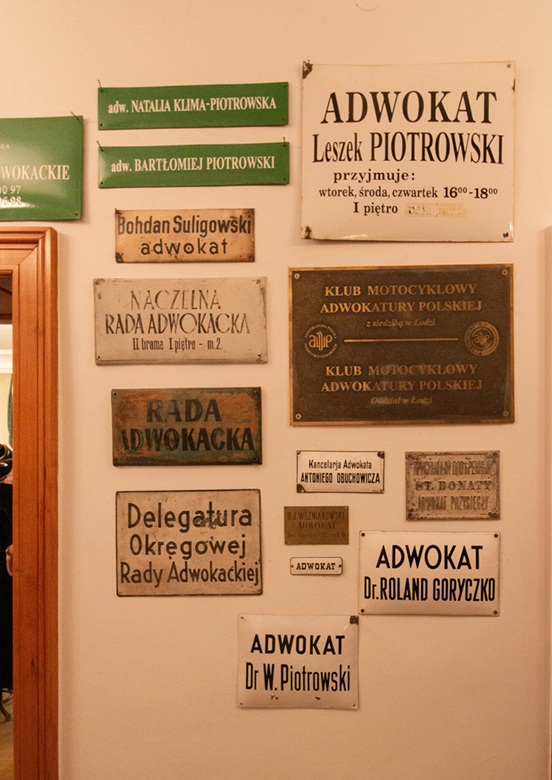 WOKACKIE
adw. NATALIA KLIMA-PIOTROWSKA
adw. BARTŁOMIEJ PIOTROWSKI
ADWOKAT
Leszek PIOTROWSKI
przyjmuje:
wtorek, środa, czwartek 16⁰⁰-18⁰⁰
I piętro
Bohdan Suligowski
adwokat
NACZELNA
RADA ADWOKACKA
II brama I piętro - m. 2.
KLUB MOTOCYKLOWY
ADWOKATURY POLSKIEJ
z siedzibą w Łodzi
KLUB MOTOCYKLOWY
ADWOKATURY POLSKIEJ
Oddział w Łodzi
RADA
ADWOKACKA
Kancelarja Adwokata
ANTONIEGO OBUCHOWICZA
ST. DONATT
ADWOKAT PRZYSIĘGŁY
Delegatura
Okręgowej
Rady Adwokackiej
WOŹNIAKOWSKI
ADWOKAT
ADWOKAT
ADWOKAT
Dr. ROLAND GORYCZKO
ADWOKAT
Dr W. Piotrowski